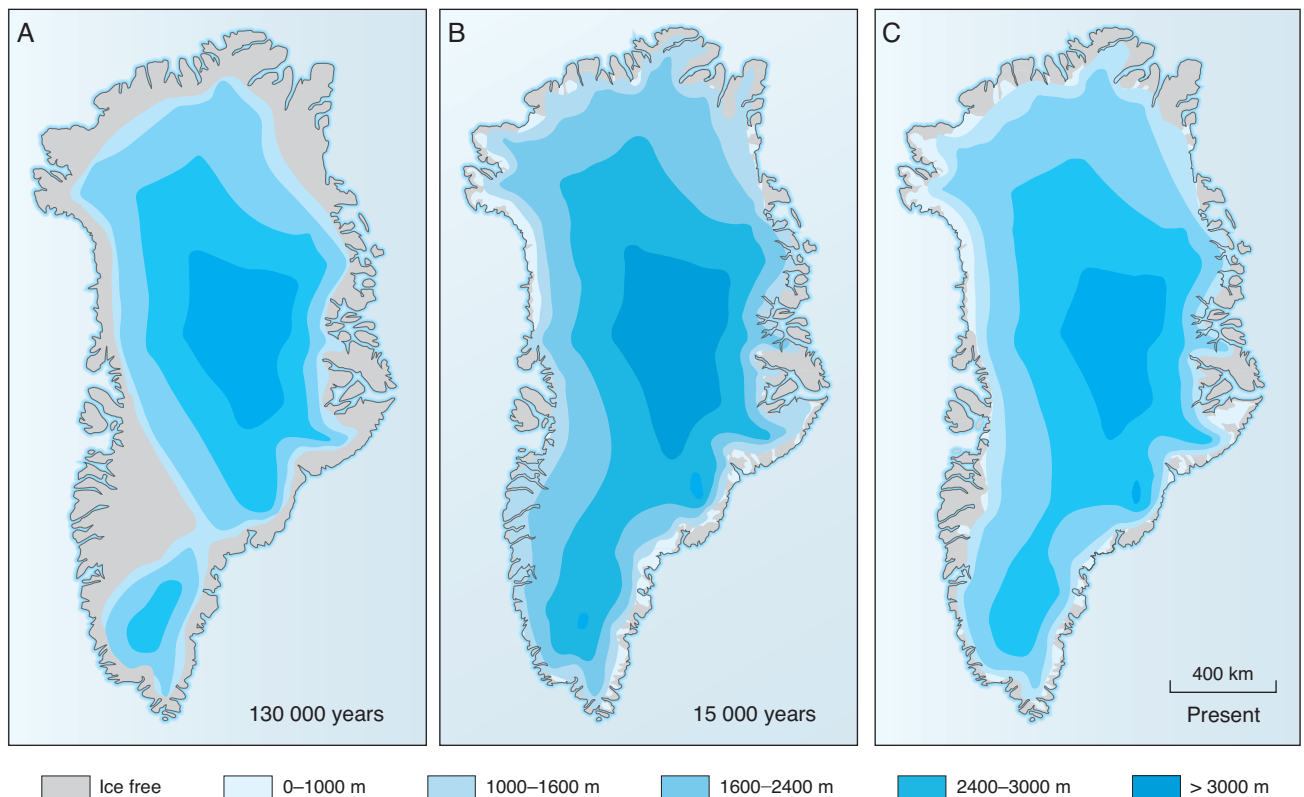 A
B
C
130 000 years
15 000 years
400 km
Present
Ice free
0–1000 m
1000–1600 m
1600–2400 m
2400–3000 m
> 3000 m